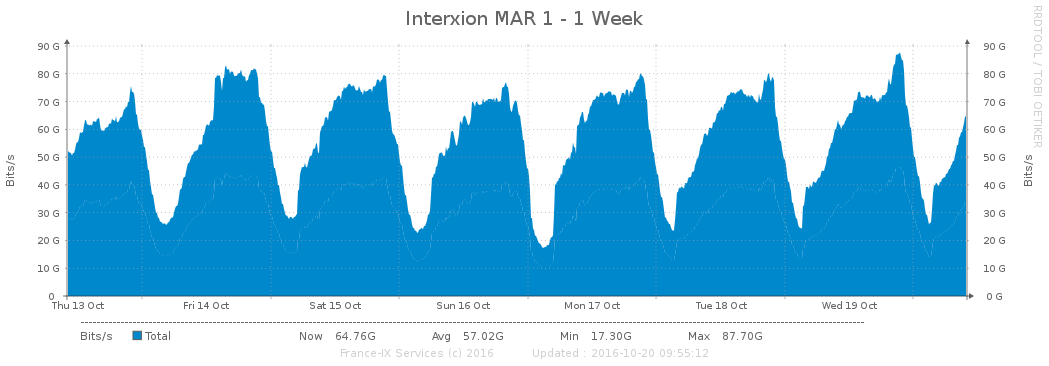 Interxion MAR 1 - 1 Week
RRDTOOL / TOBI OETIKER
Bits/s
Bits/s
90 G 90 G
80 G 80 G
70 G 70 G
60 G 60 G
50 G 50 G
40 G 40 G
30 G 30 G
20 G 20 G
10 G 10 G
0 0 G
Thu 13 Oct Fri 14 Oct Sat 15 Oct Sun 16 Oct Mon 17 Oct Tue 18 Oct Wed 19 Oct
Bits/s Total Now 64.76G Avg 57.02G Min 17.30G Max 87.70G
France-IX Services (c) 2016 Updated : 2016-10-20 09:55:12